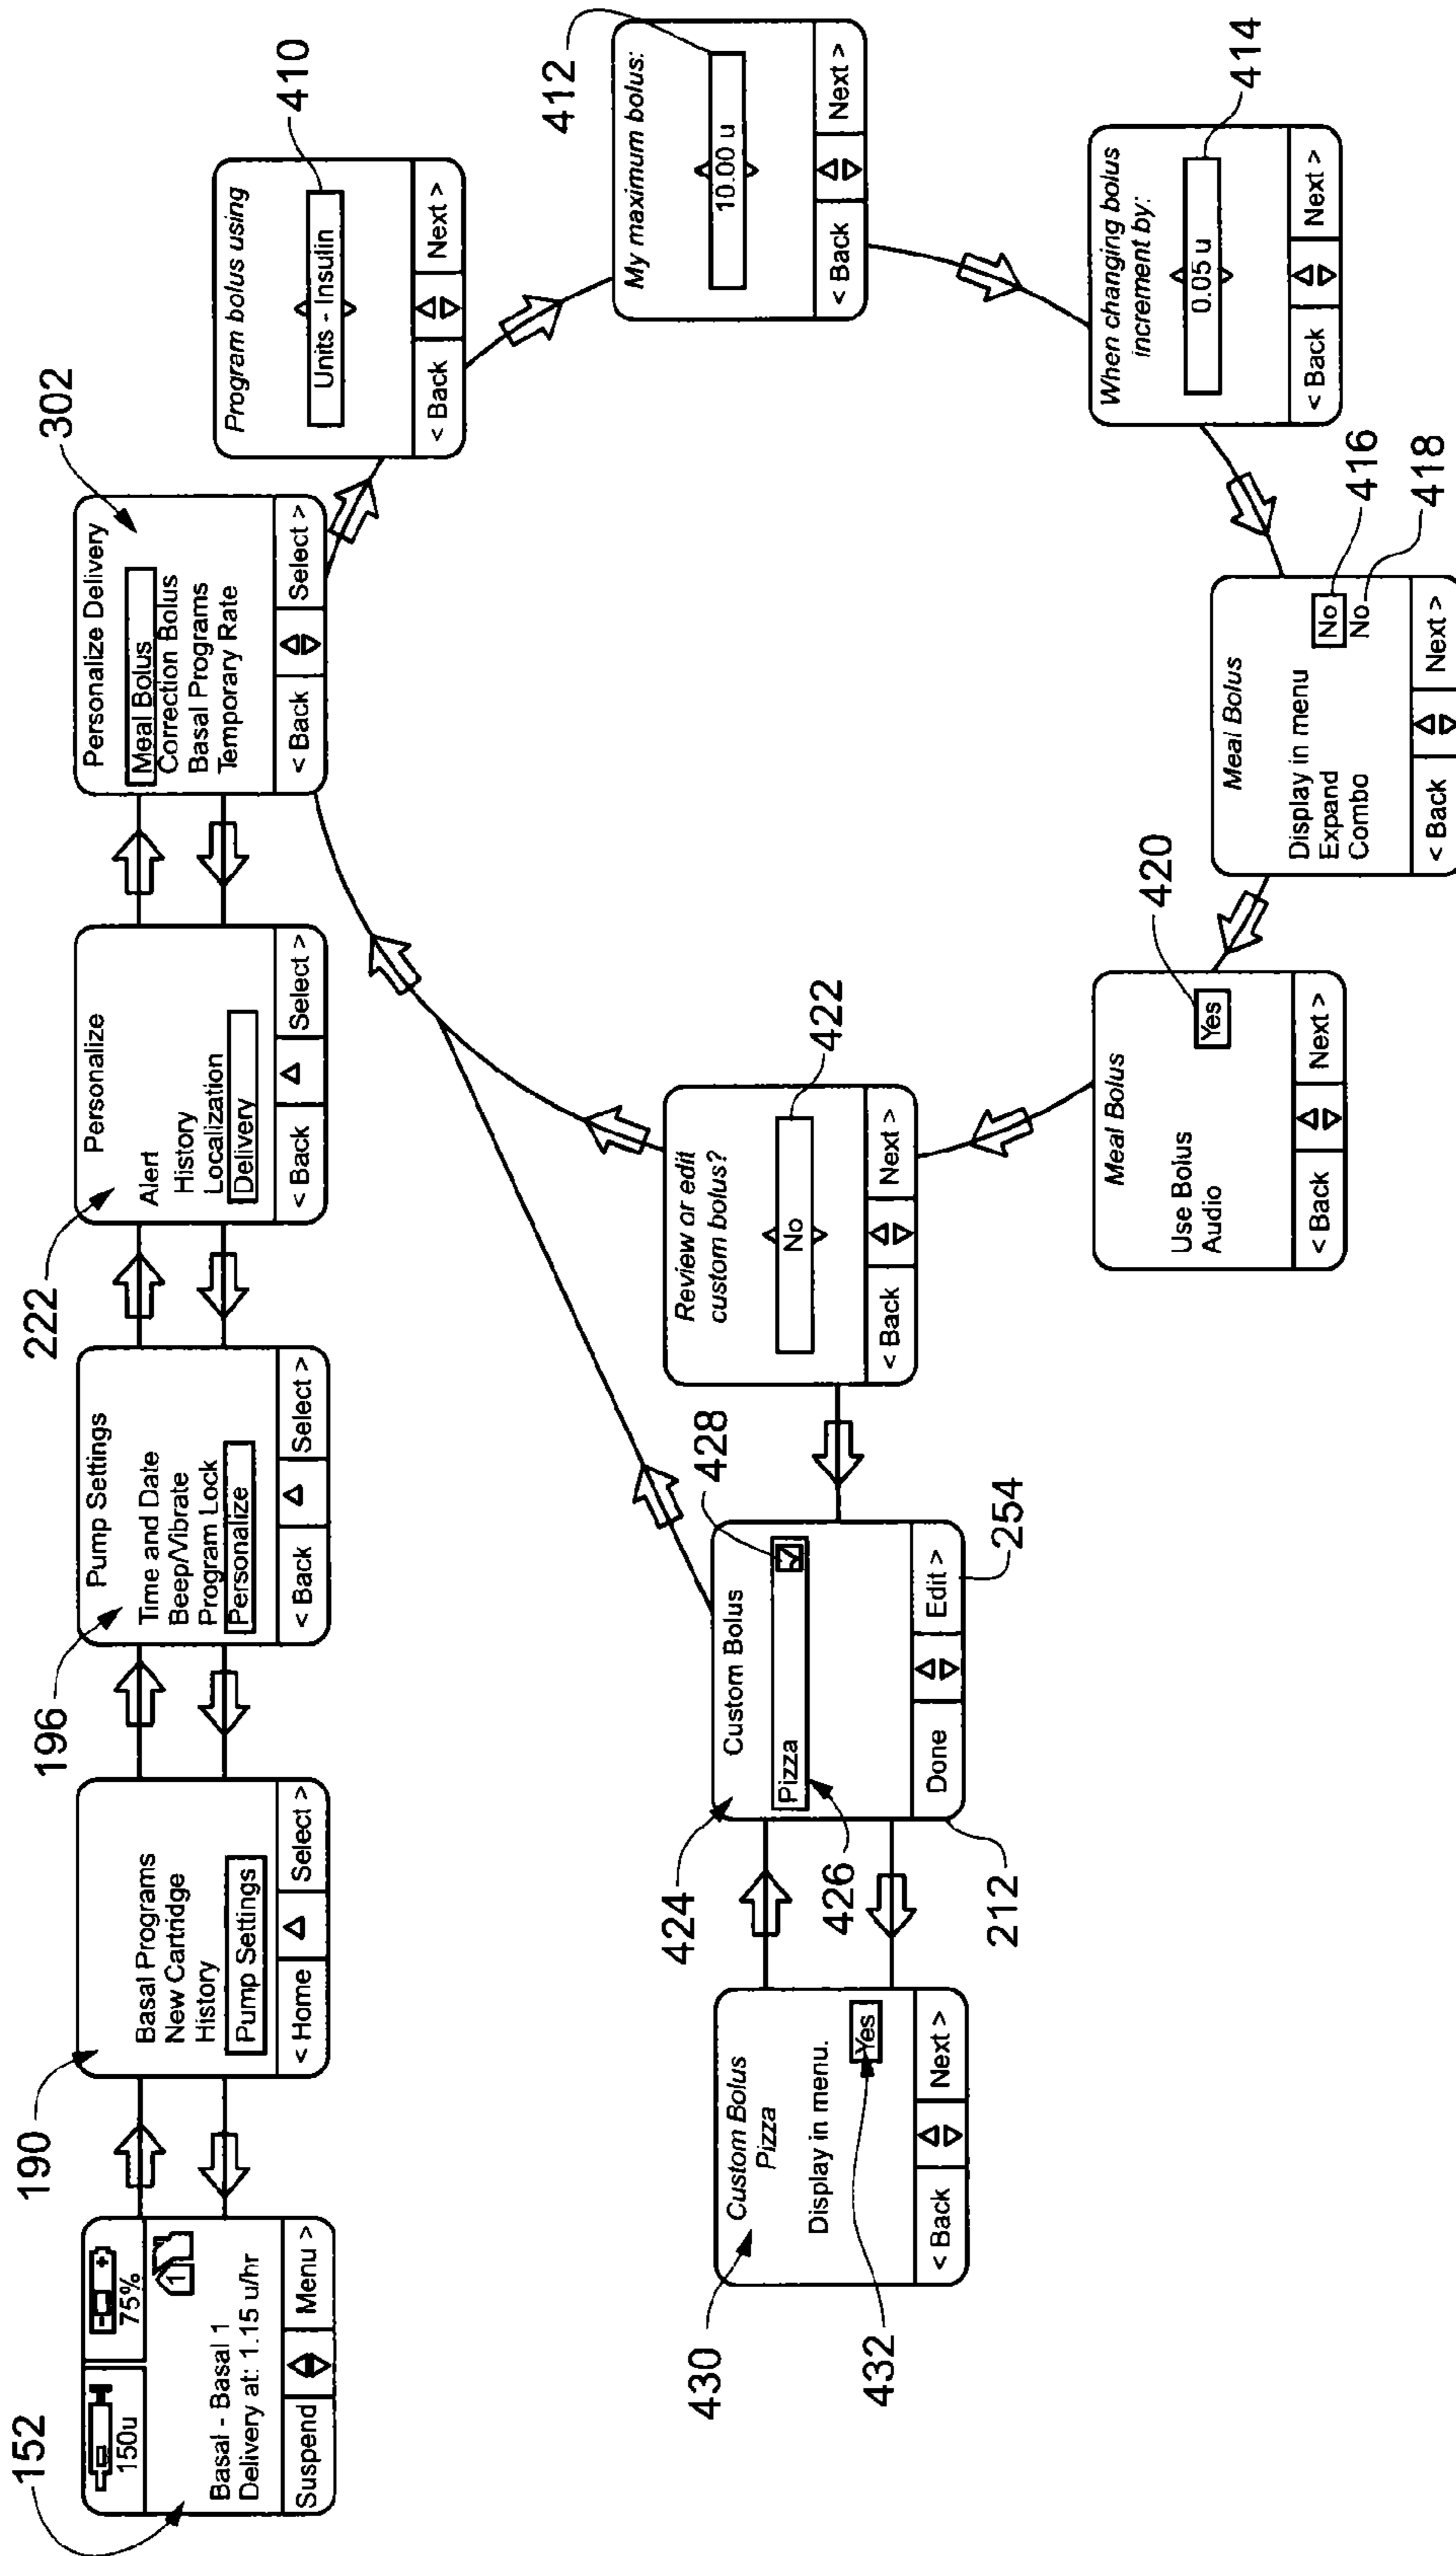 152
150u
75%
1
Basal - Basal 1
Delivery at: 1.15 u/hr
Suspend
Menu >
190
Basal Programs
New Cartridge
History
Pump Settings
< Home
Select >
196
Pump Settings
Time and Date
Beep/Vibrate
Program Lock
Personalize
< Back
Select >
222
Personalize
Alert
History
Localization
Delivery
< Back
Select >
302
Personalize Delivery
Meal Bolus
Correction Bolus
Basal Programs
Temporary Rate
< Back
Select >
410
Program bolus using
Units - Insulin
< Back
Next >
412
My maximum bolus:
10.00 u
< Back
Next >
414
When changing bolus
increment by:
0.05 u
< Back
Next >
Meal Bolus
Display in menu
Expand No
Combo No
416
418
< Back
Next >
420
Meal Bolus
Use Bolus
Audio
Yes
< Back
Next >
422
Review or edit
custom bolus?
No
< Back
Next >
424
Custom Bolus
Pizza
426
428
Done
Edit >
212
254
430
Custom Bolus
Pizza
Display in menu.
Yes
432
< Back
Next >